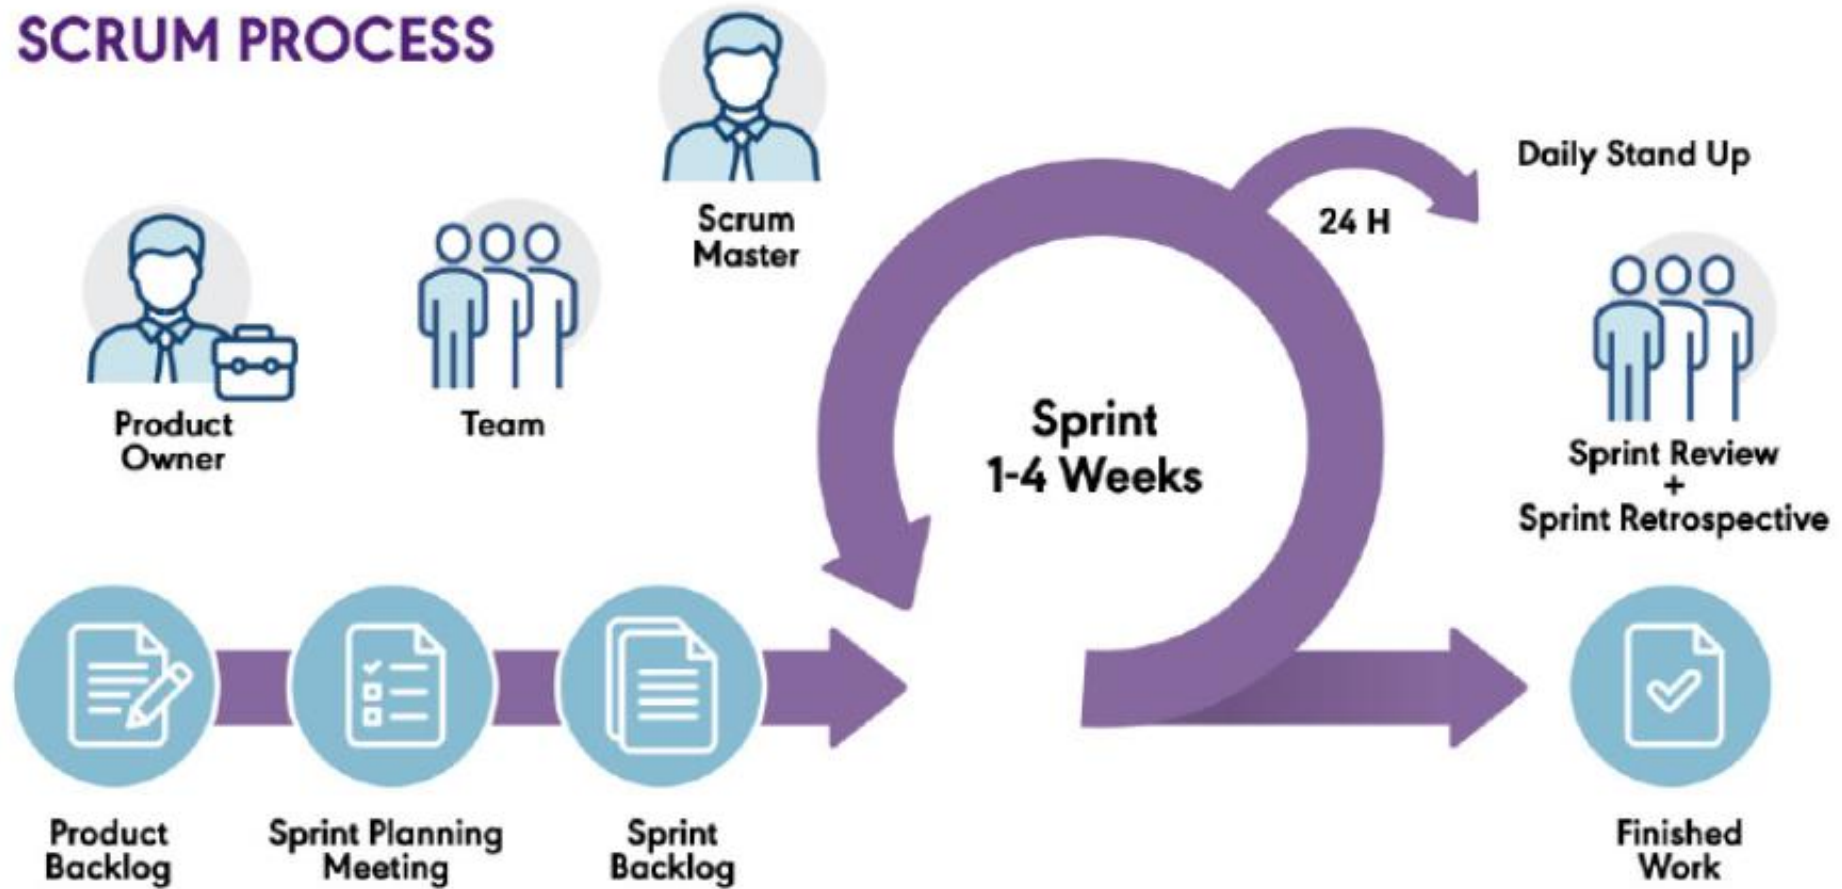 SCRUM PROCESS
Scrum
Master
Product
Owner
Team
Daily Stand Up
24 H
Sprint
1-4 Weeks
Sprint Review
+
Sprint Retrospective
Product
Backlog
Sprint Planning
Meeting
Sprint
Backlog
Finished
Work